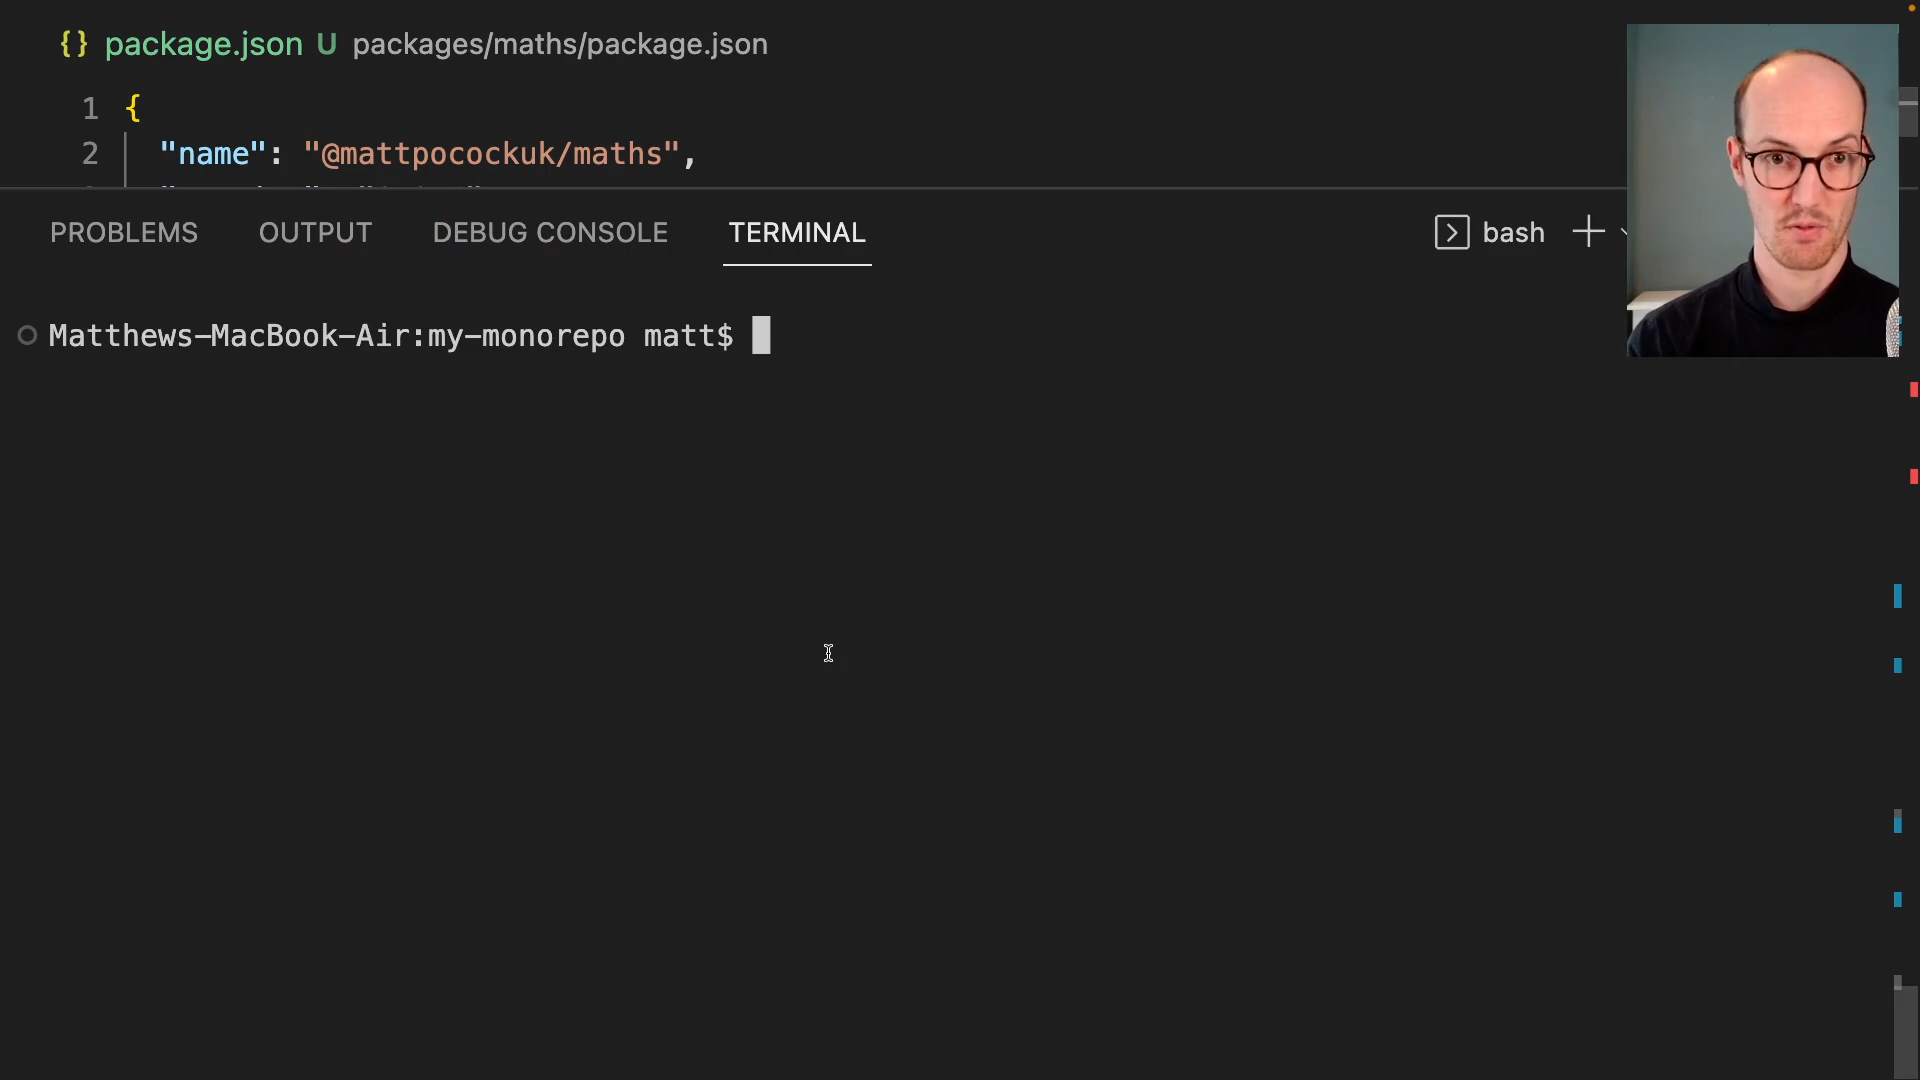 {} package.json U packages/maths/package.json
1 {
2 "name": "@mattpocockuk/maths",
PROBLEMS OUTPUT DEBUG CONSOLE TERMINAL bash
Matthews-MacBook-Air:my-monorepo matt$